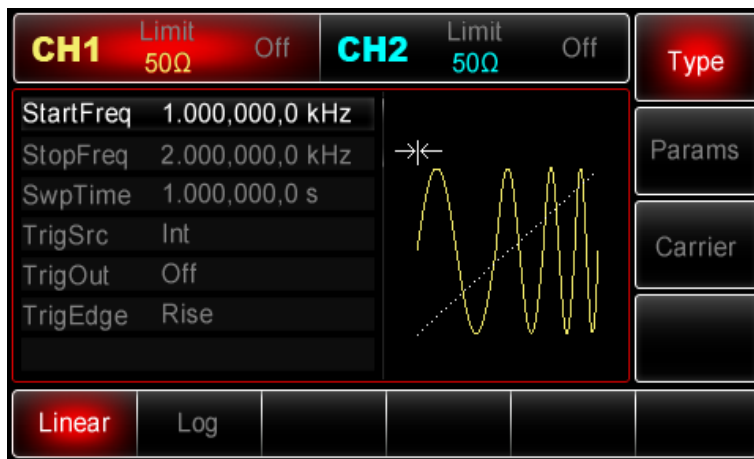 CH1 Limit 50Ω Off CH2 Limit 50Ω Off
Type
StartFreq 1.000,000,0 kHz
StopFreq 2.000,000,0 kHz
SwpTime 1.000,000,0 s
TrigSrc Int
TrigOut Off
TrigEdge Rise
Params
Carrier
Linear Log